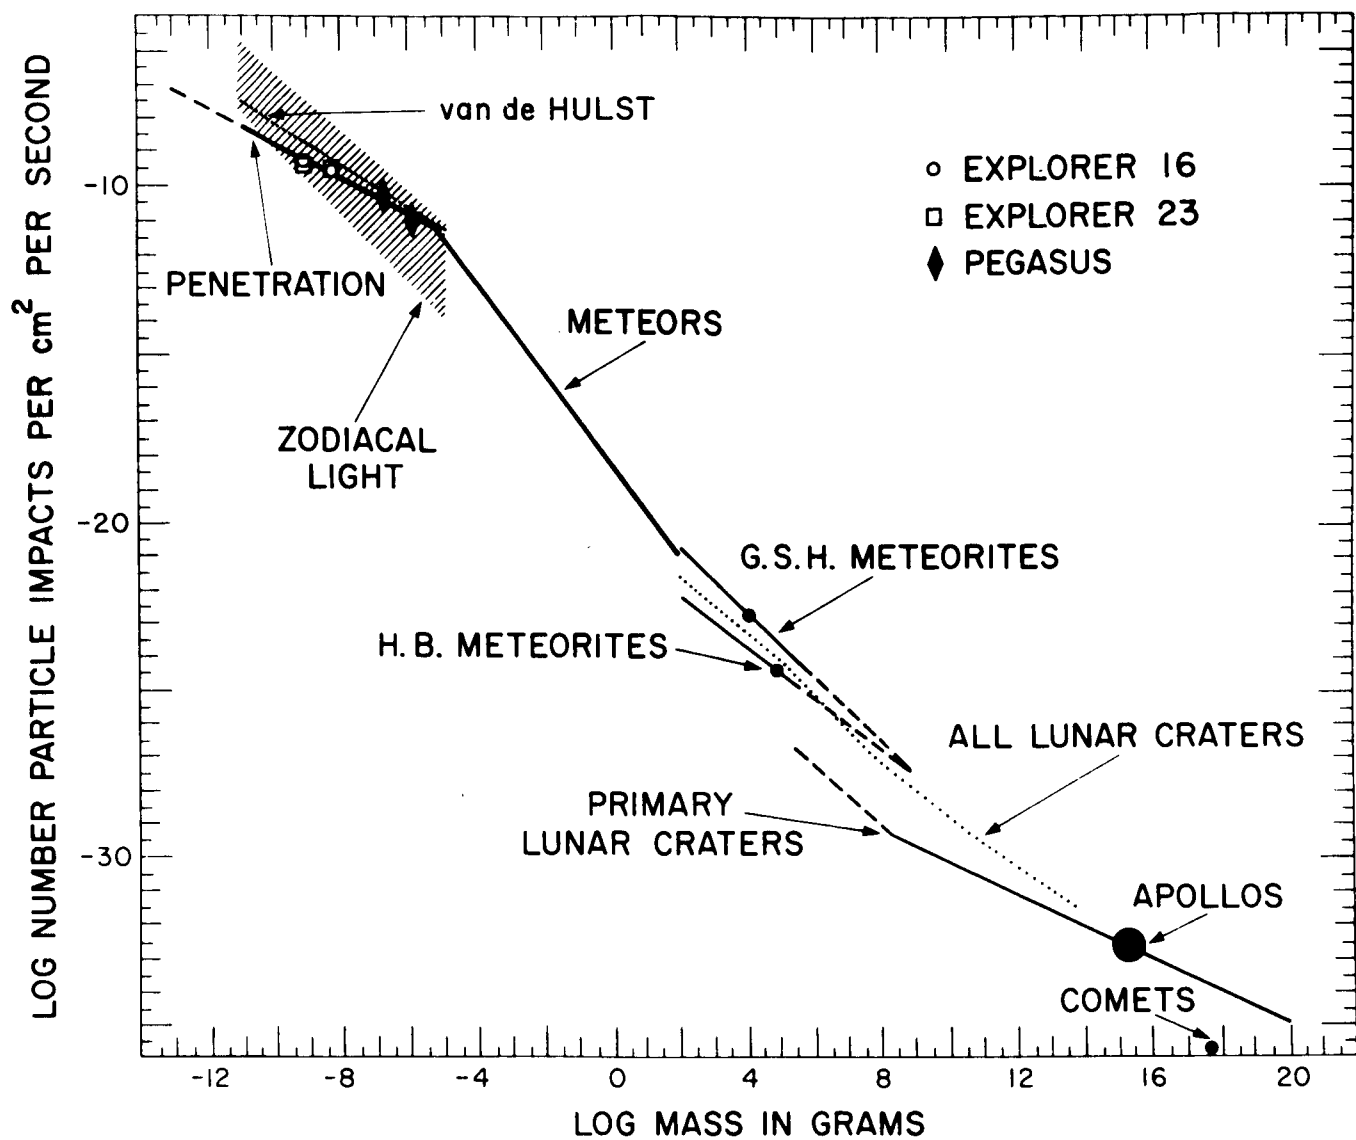 LOG NUMBER PARTICLE IMPACTS PER cm² PER SECOND
van de HULST
EXPLORER 16
EXPLORER 23
PEGASUS
-10
PENETRATION
METEORS
ZODIACAL
LIGHT
-20
G.S.H. METEORITES
H.B. METEORITES
ALL LUNAR CRATERS
PRIMARY
LUNAR CRATERS
-30
APOLLOS
COMETS
-12 -8 -4 0 4 8 12 16 20
LOG MASS IN GRAMS